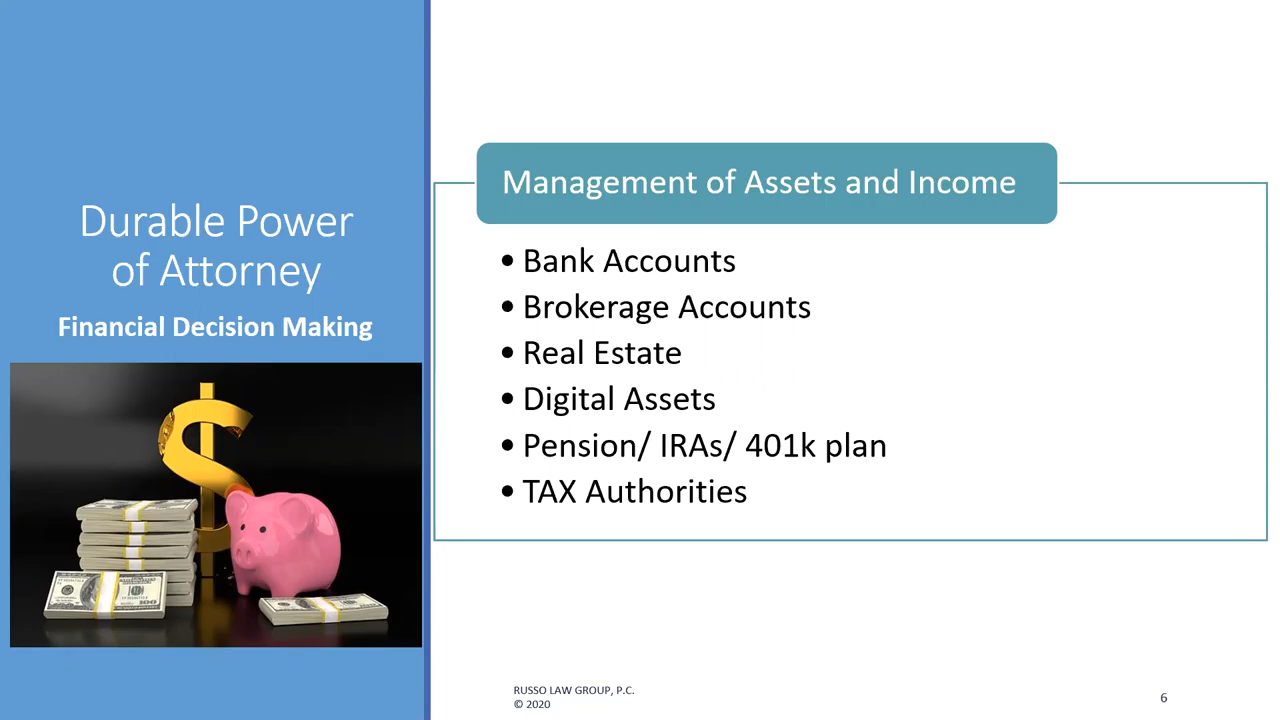 Durable Power
of Attorney
Financial Decision Making
Management of Assets and Income
• Bank Accounts
• Brokerage Accounts
• Real Estate
• Digital Assets
• Pension/ IRAs/ 401k plan
• TAX Authorities
RUSSO LAW GROUP, P.C.
© 2020
6